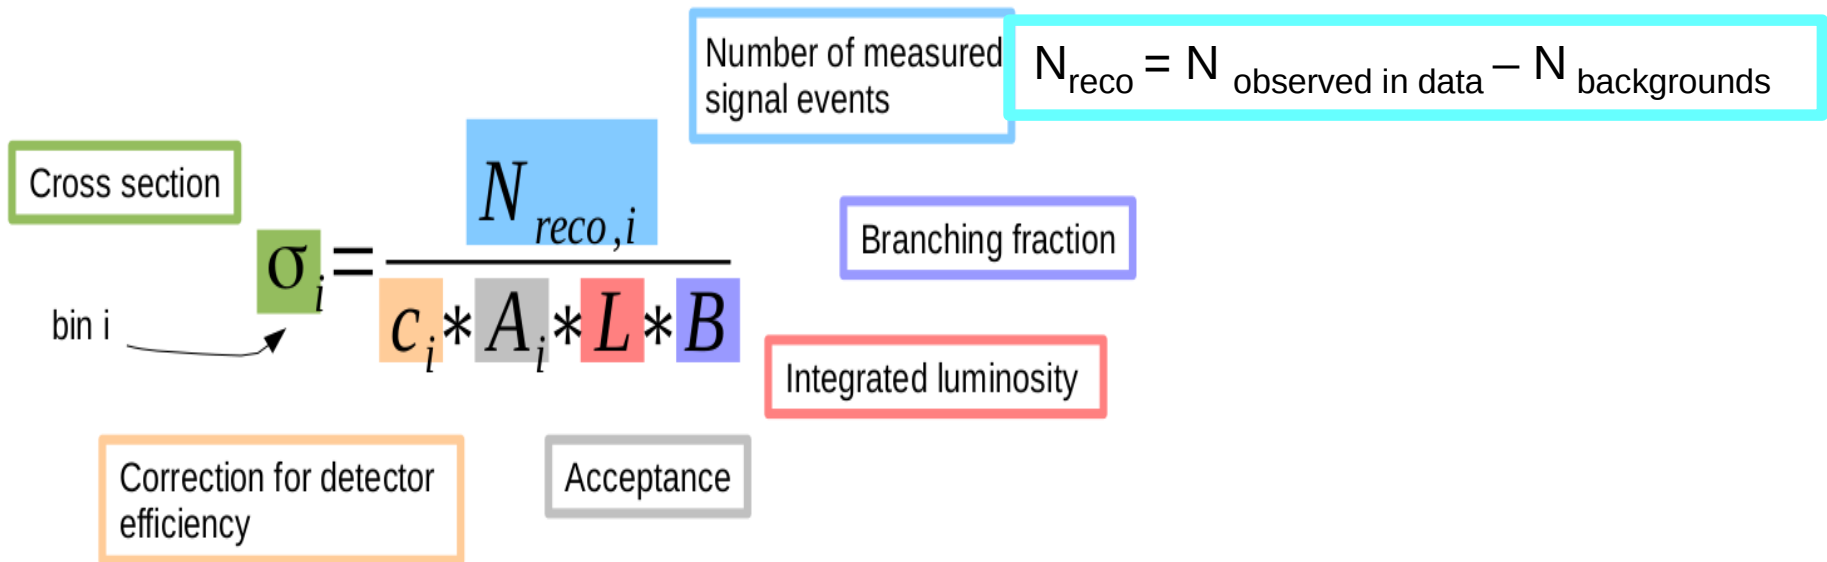 Number of measured
signal events
N_reco = N observed in data – N backgrounds
Cross section
σ_i = N_reco,i / (c_i * A_i * L * B)
Branching fraction
bin i
Integrated luminosity
Correction for detector
efficiency
Acceptance